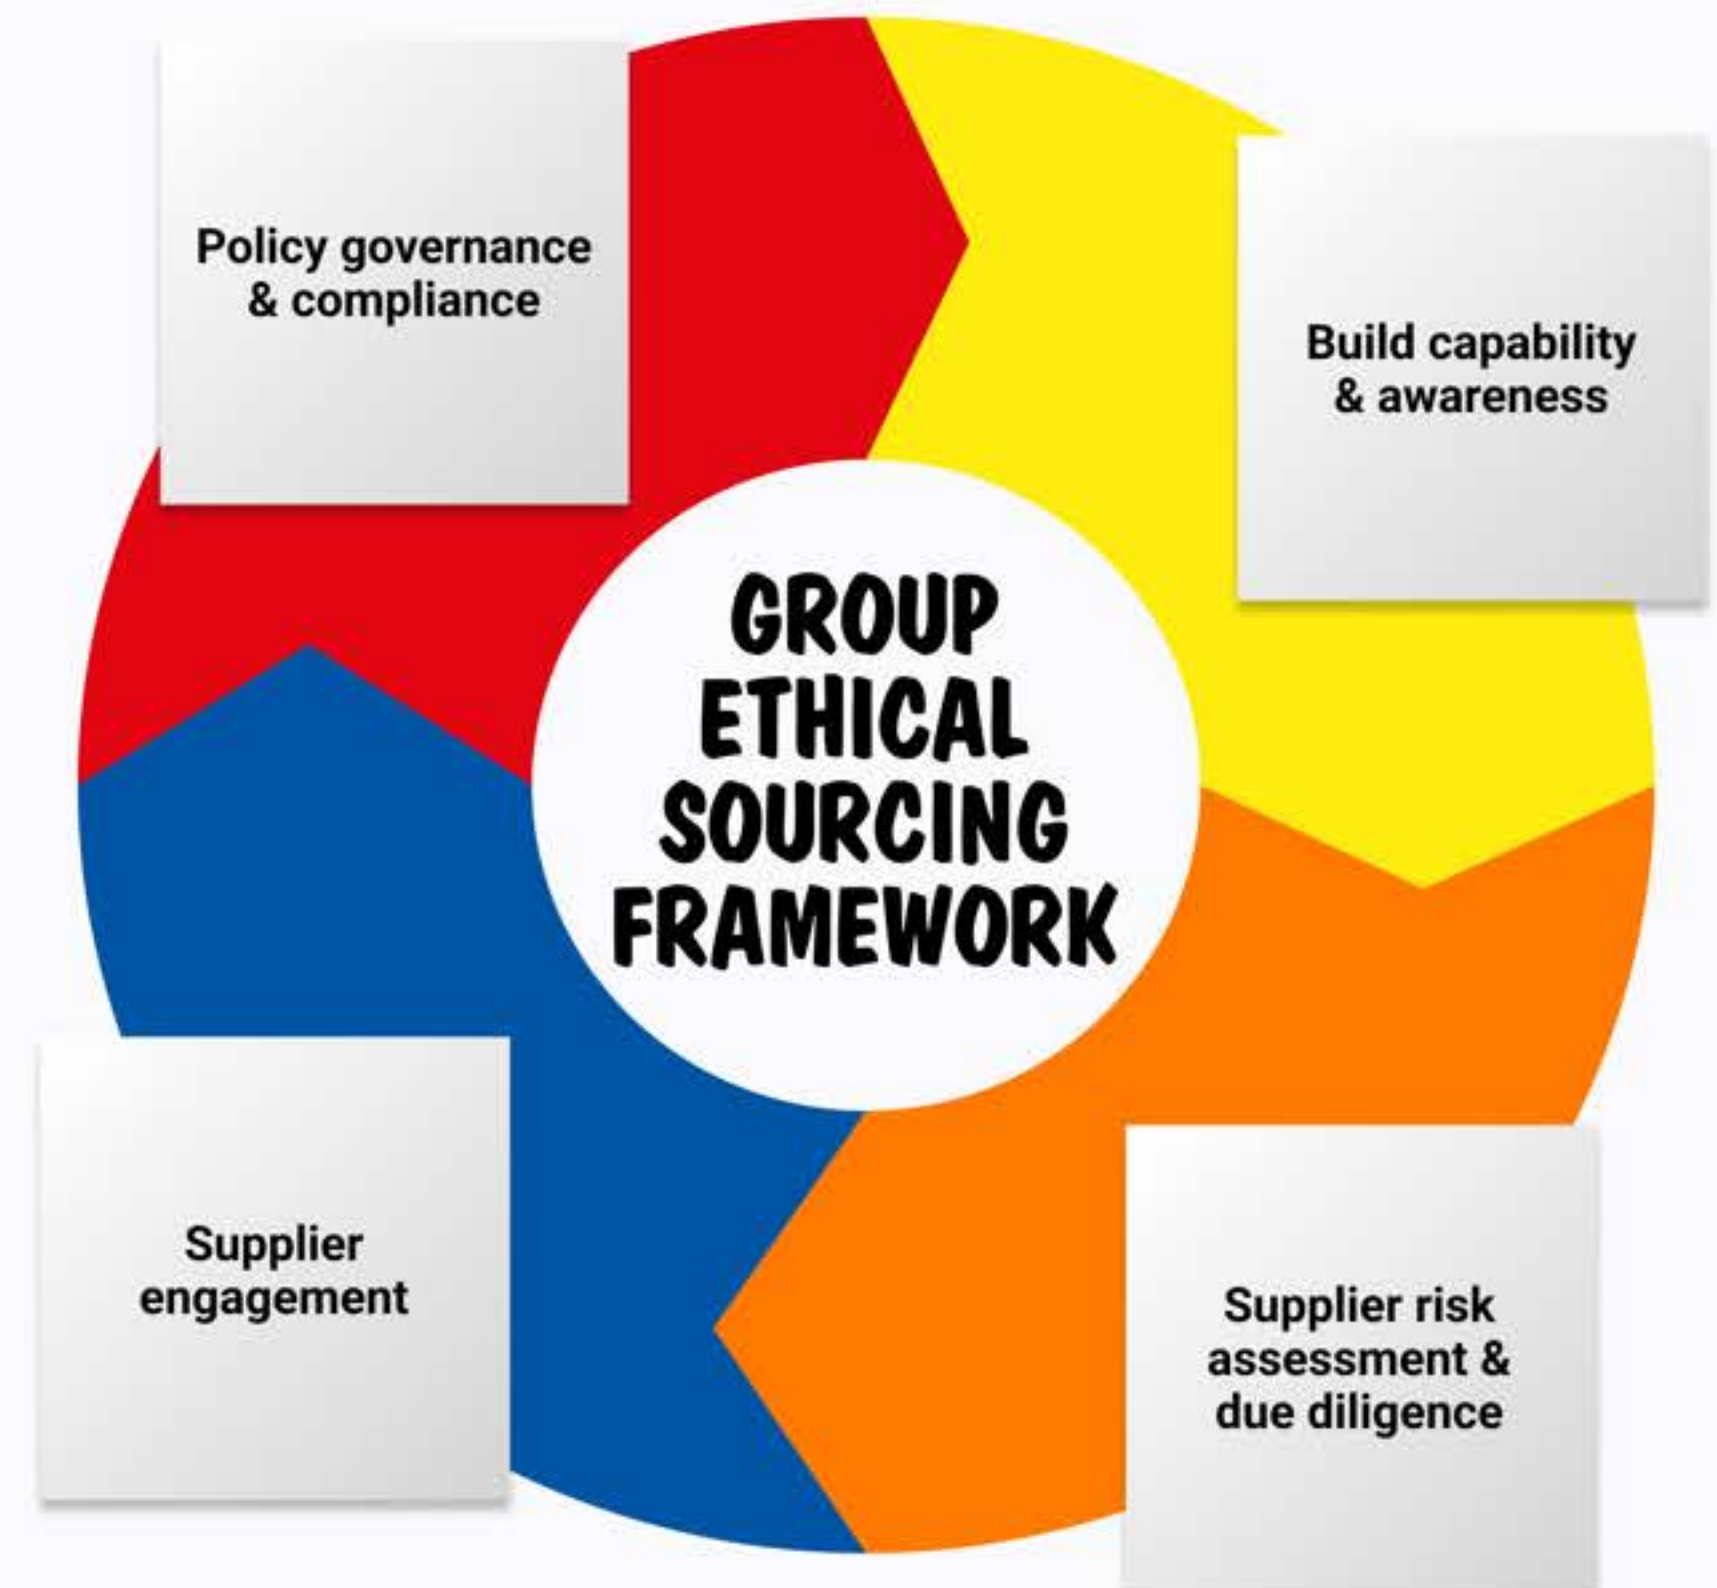 Policy governance
& compliance
Build capability
& awareness
GROUP
ETHICAL
SOURCING
FRAMEWORK
Supplier
engagement
Supplier risk
assessment &
due diligence